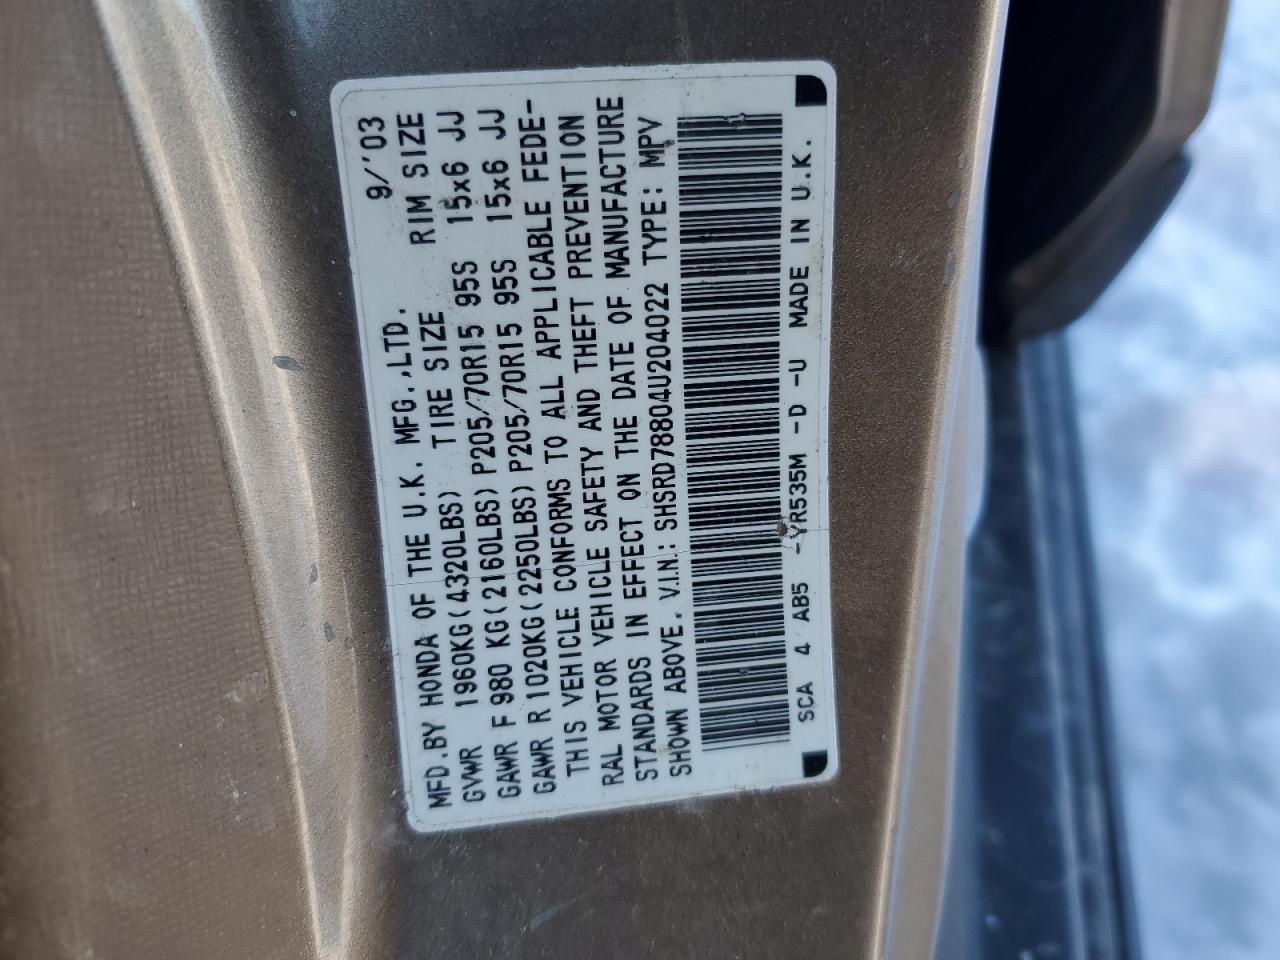 MFD.BY HONDA OF THE U.K. MFG.,LTD. 9/'03
GVWR 1960KG(4320LBS) TIRE SIZE RIM SIZE
GAWR F 980 KG(2160LBS) P205/70R15 95S 15x6 JJ
GAWR R 1020KG(2250LBS) P205/70R15 95S 15x6 JJ
THIS VEHICLE CONFORMS TO ALL APPLICABLE FEDE-
RAL MOTOR VEHICLE SAFETY AND THEFT PREVENTION
STANDARDS IN EFFECT ON THE DATE OF MANUFACTURE
SHOWN ABOVE. V.I.N.: SHSRD78804U204022 TYPE: MPV
SCA 4 AB5 -YR535M -D -U MADE IN U.K.